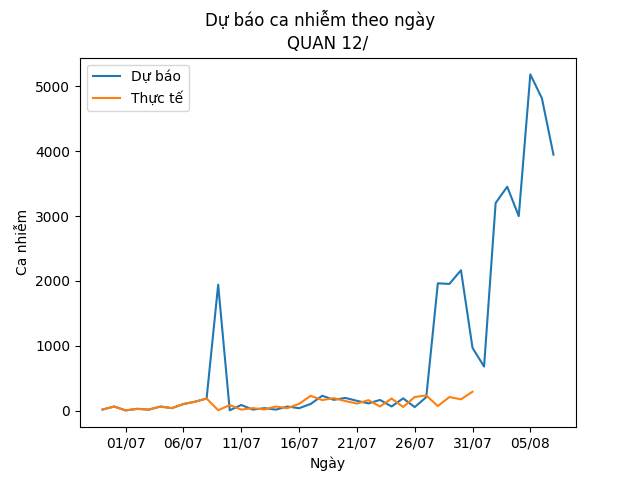 Dự báo ca nhiễm theo ngày
QUAN 12/
Dự báo
Thực tế
Ca nhiễm
5000
4000
3000
2000
1000
0
01/07 06/07 11/07 16/07 21/07 26/07 31/07 05/08
Ngày